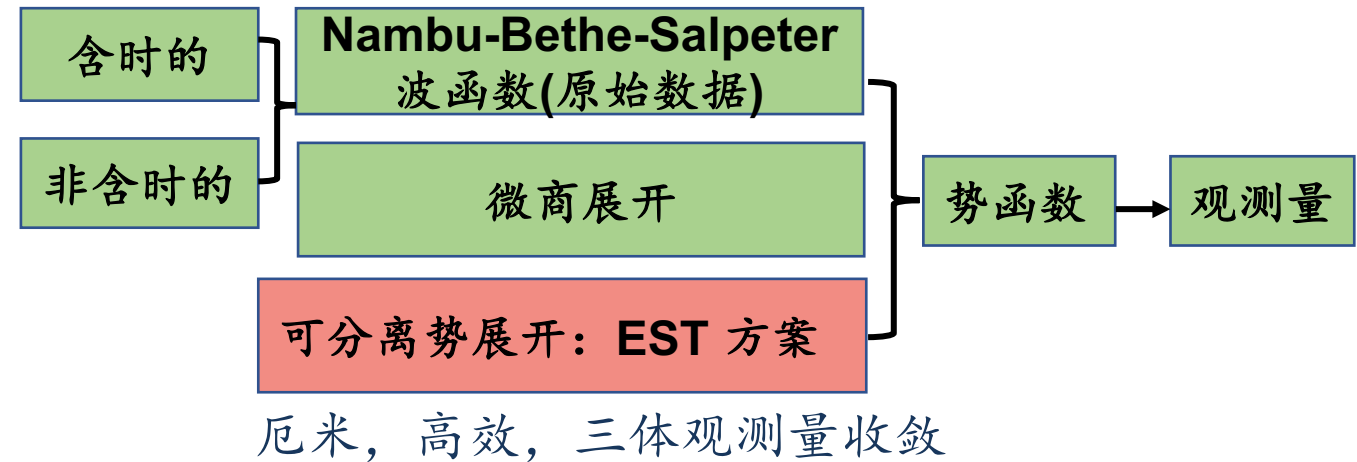 含时的
非含时的
Nambu-Bethe-Salpeter
波函数(原始数据)
微商展开
可分离势展开：EST 方案
势函数
观测量
厄米，高效，三体观测量收敛